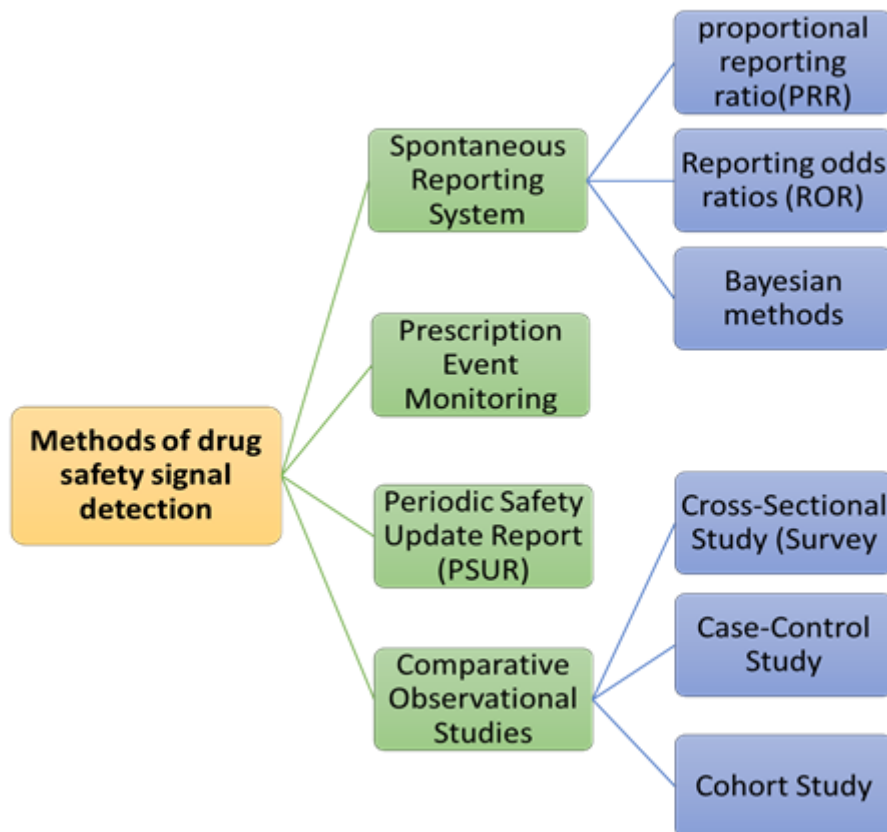 proportional
reporting
ratio(PRR)
Spontaneous
Reporting
System
Reporting odds
ratios (ROR)
Bayesian
methods
Prescription
Event
Monitoring
Methods of drug
safety signal
detection
Periodic Safety
Update Report
(PSUR)
Cross-Sectional
Study (Survey
Case-Control
Study
Comparative
Observational
Studies
Cohort Study